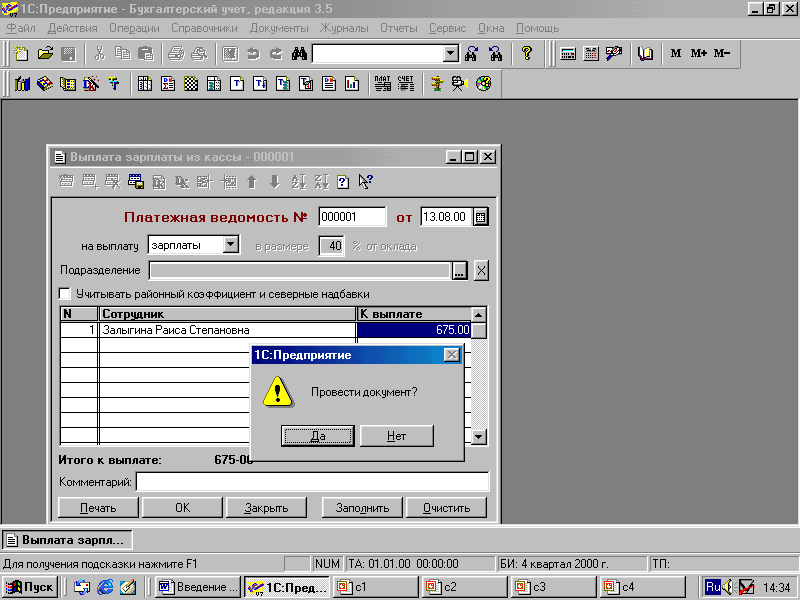 1С:Предприятие - Бухгалтерский учет, редакция 3.5
Файл Действия Операции Справочники Документы Журналы Отчеты Сервис Окна Помощь
M M+ M−
ПЛАТ СЧЕТ
Выплата зарплаты из кассы - 000001
Платежная ведомость № 000001 от 13.08.00
на выплату зарплаты в размере 40 % от оклада
Подразделение ... X
Учитывать районный коэффициент и северные надбавки
N Сотрудник К выплате
1 Залыгина Раиса Степановна 675.00
1С:Предприятие
Провести документ?
Да Нет
Итого к выплате: 675-00
Комментарий:
Печать OK Закрыть Заполнить Очистить
Выплата зарпл...
Для получения подсказки нажмите F1 NUM TA: 01.01.00 00:00:00 БИ: 4 квартал 2000 г. ТП:
Пуск Введение ... 1С:Пред... c1 c2 c3 c4 Ru 14:34